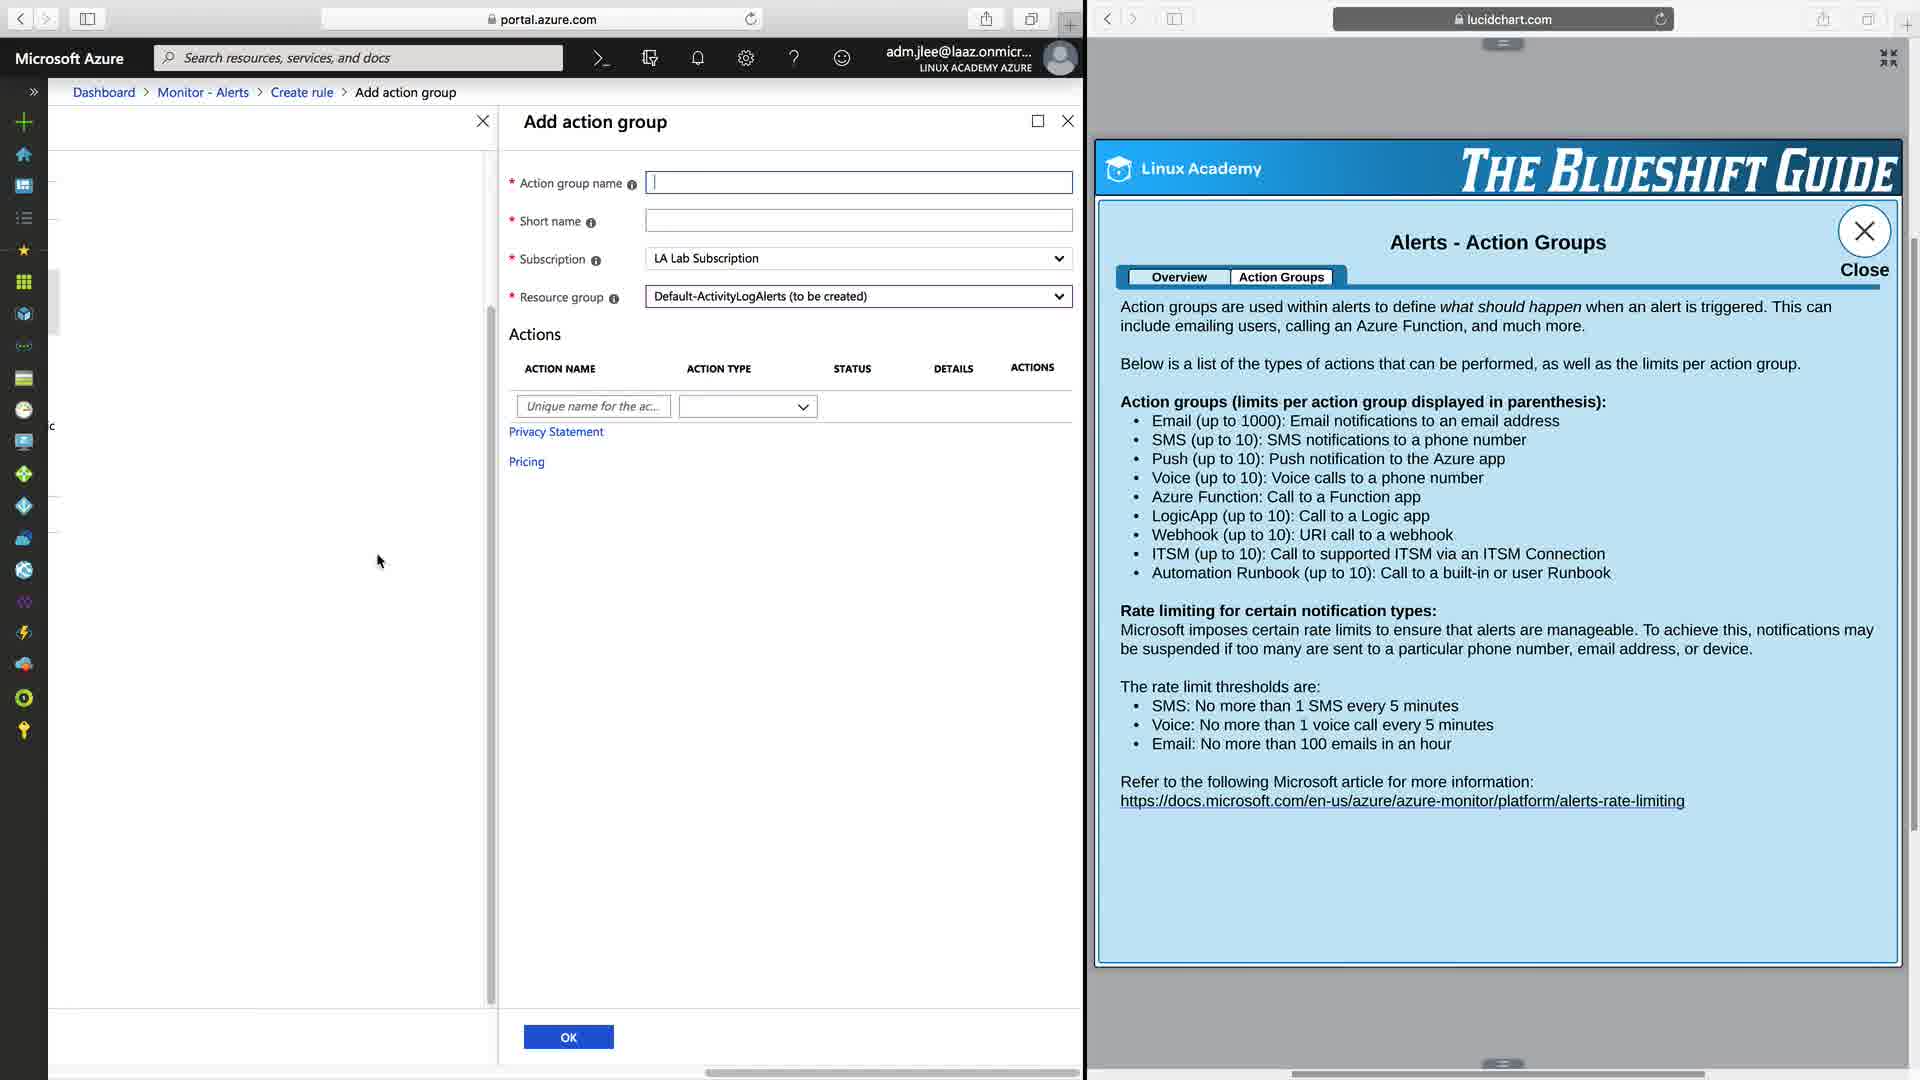 portal.azure.com
Microsoft Azure
Search resources, services, and docs
adm.jlee@laaz.onmicr...
LINUX ACADEMY AZURE
Dashboard > Monitor - Alerts > Create rule > Add action group
c
Add action group
* Action group name
* Short name
* Subscription
LA Lab Subscription
* Resource group
Default-ActivityLogAlerts (to be created)
Actions
ACTION NAME ACTION TYPE STATUS DETAILS ACTIONS
Unique name for the ac...
Privacy Statement
Pricing
OK
lucidchart.com
Linux Academy
THE BLUESHIFT GUIDE
Alerts - Action Groups
Close
Overview Action Groups
Action groups are used within alerts to define what should happen when an alert is triggered. This can
include emailing users, calling an Azure Function, and much more.
Below is a list of the types of actions that can be performed, as well as the limits per action group.
Action groups (limits per action group displayed in parenthesis):
• Email (up to 1000): Email notifications to an email address
• SMS (up to 10): SMS notifications to a phone number
• Push (up to 10): Push notification to the Azure app
• Voice (up to 10): Voice calls to a phone number
• Azure Function: Call to a Function app
• LogicApp (up to 10): Call to a Logic app
• Webhook (up to 10): URI call to a webhook
• ITSM (up to 10): Call to supported ITSM via an ITSM Connection
• Automation Runbook (up to 10): Call to a built-in or user Runbook
Rate limiting for certain notification types:
Microsoft imposes certain rate limits to ensure that alerts are manageable. To achieve this, notifications may
be suspended if too many are sent to a particular phone number, email address, or device.
The rate limit thresholds are:
• SMS: No more than 1 SMS every 5 minutes
• Voice: No more than 1 voice call every 5 minutes
• Email: No more than 100 emails in an hour
Refer to the following Microsoft article for more information:
https://docs.microsoft.com/en-us/azure/azure-monitor/platform/alerts-rate-limiting